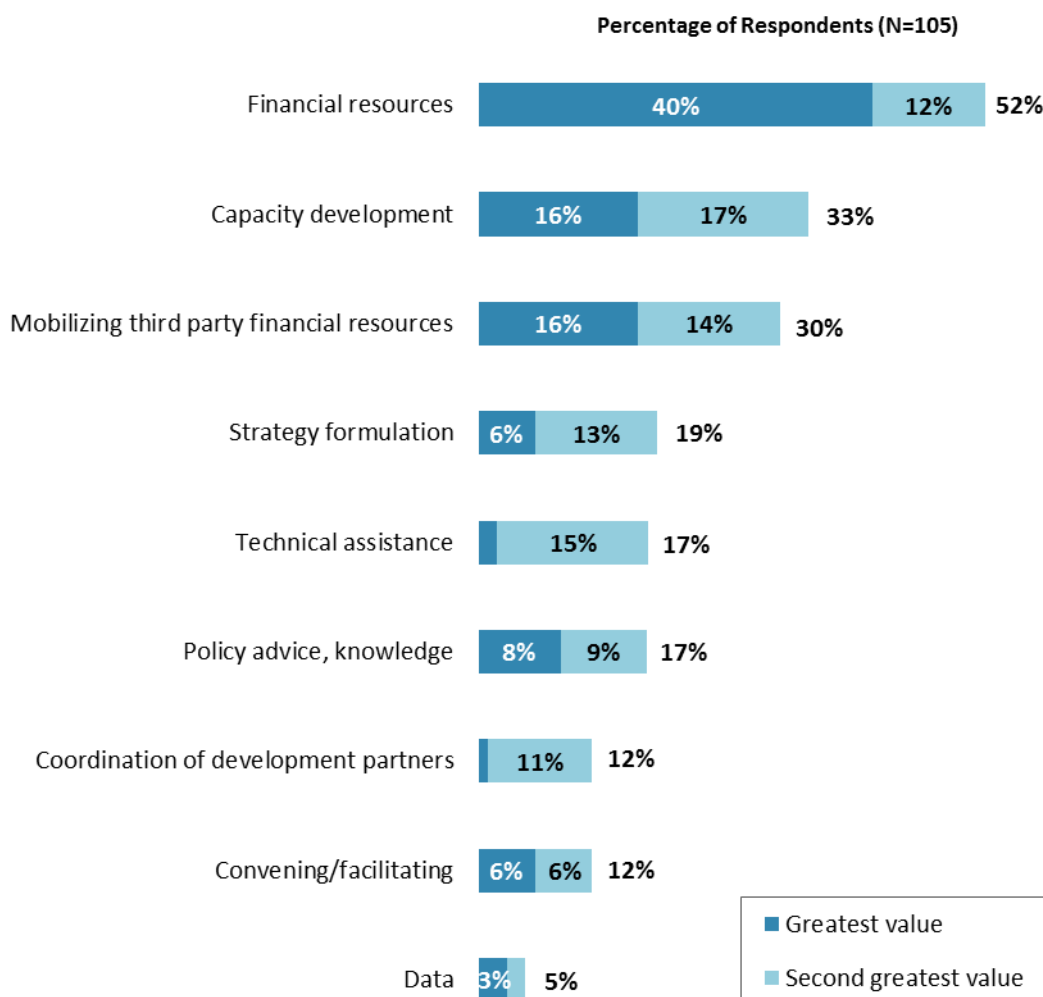 Percentage of Respondents (N=105)
Financial resources 40% 12% 52%
Capacity development 16% 17% 33%
Mobilizing third party financial resources 16% 14% 30%
Strategy formulation 6% 13% 19%
Technical assistance 15% 17%
Policy advice, knowledge 8% 9% 17%
Coordination of development partners 11% 12%
Convening/facilitating 6% 6% 12%
Greatest value
Data 3% 5%
Second greatest value